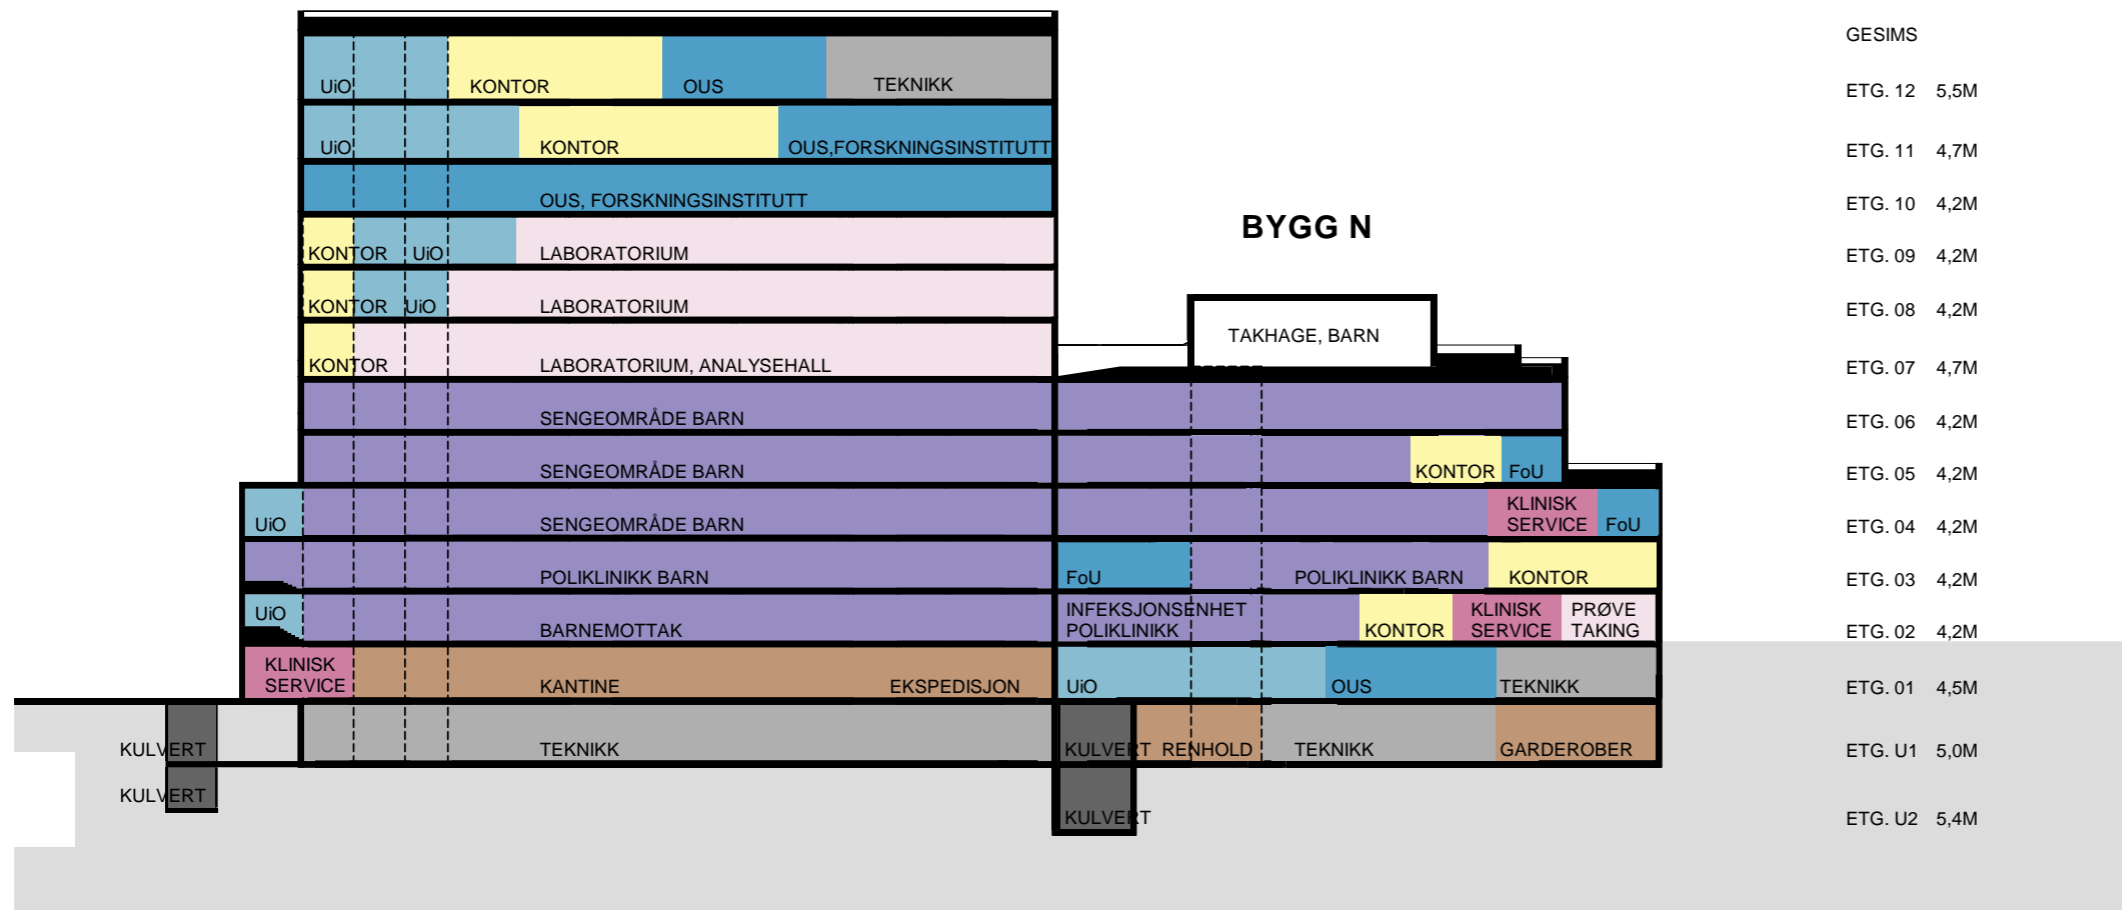 GESIMS
UiO KONTOR OUS TEKNIKK ETG. 12 5,5M
UiO KONTOR OUS,FORSKNINGSINSTITUTT ETG. 11 4,7M
OUS, FORSKNINGSINSTITUTT ETG. 10 4,2M
BYGG N
KONTOR UiO LABORATORIUM ETG. 09 4,2M
KONTOR UiO LABORATORIUM ETG. 08 4,2M
TAKHAGE, BARN
KONTOR LABORATORIUM, ANALYSEHALL ETG. 07 4,7M
SENGEOMRÅDE BARN ETG. 06 4,2M
SENGEOMRÅDE BARN KONTOR FoU ETG. 05 4,2M
KLINISK
UiO SENGEOMRÅDE BARN SERVICE FoU ETG. 04 4,2M
POLIKLINIKK BARN FoU POLIKLINIKK BARN KONTOR ETG. 03 4,2M
UiO INFEKSJONSENHET KLINISK PRØVE
BARNEMOTTAK POLIKLINIKK KONTOR SERVICE TAKING ETG. 02 4,2M
KLINISK
SERVICE KANTINE EKSPEDISJON UiO OUS TEKNIKK ETG. 01 4,5M
KULVERT TEKNIKK KULVERT RENHOLD TEKNIKK GARDEROBER ETG. U1 5,0M
KULVERT
KULVERT ETG. U2 5,4M